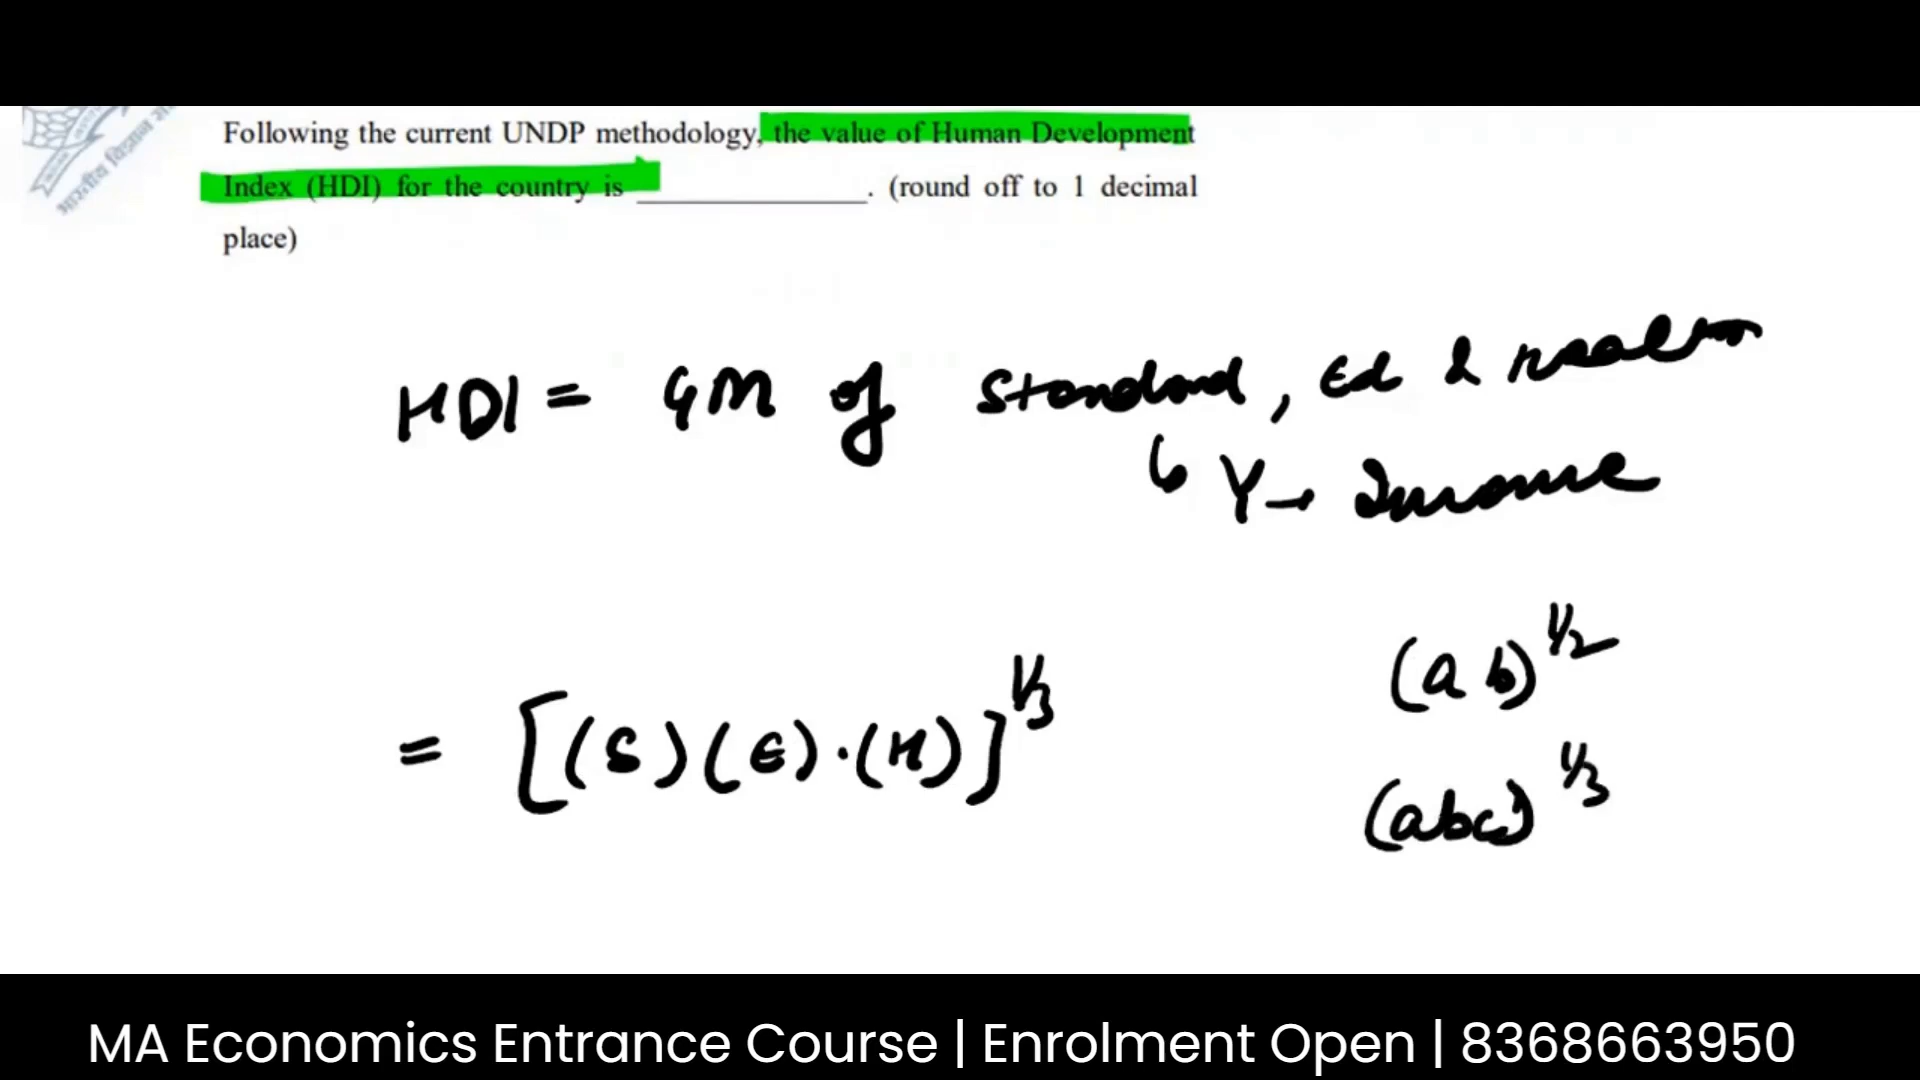 Following the current UNDP methodology, the value of Human Development
Index (HDI) for the country is ________________. (round off to 1 decimal
place)
HDI = GM of Standard, Ed &
Y → Income
= [(S)(E)·(H)]^1/3
(a b)^1/2
(abc)^1/3
MA Economics Entrance Course | Enrolment Open | 8368663950